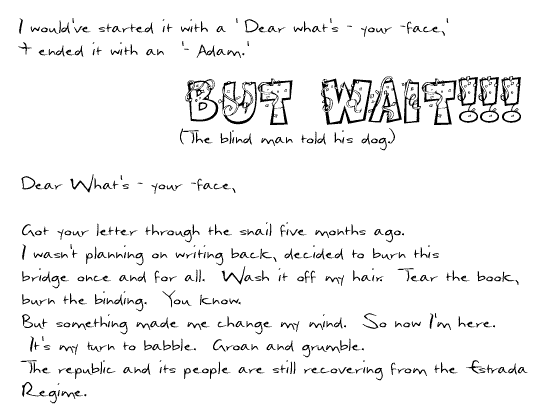 I would've started it with a 'Dear what's - your -face,'
+ ended it with an '- Adam.'
BUT WAIT!!!
(The blind man told his dog.)
Dear What's - your -face,
Got your letter through the snail five months ago.
I wasn't planning on writing back, decided to burn this
bridge once and for all. Wash it off my hair. Tear the book,
burn the binding. You know.
But something made me change my mind. So now I'm here.
It's my turn to babble. Groan and grumble.
The republic and its people are still recovering from the Estrada
Regime.